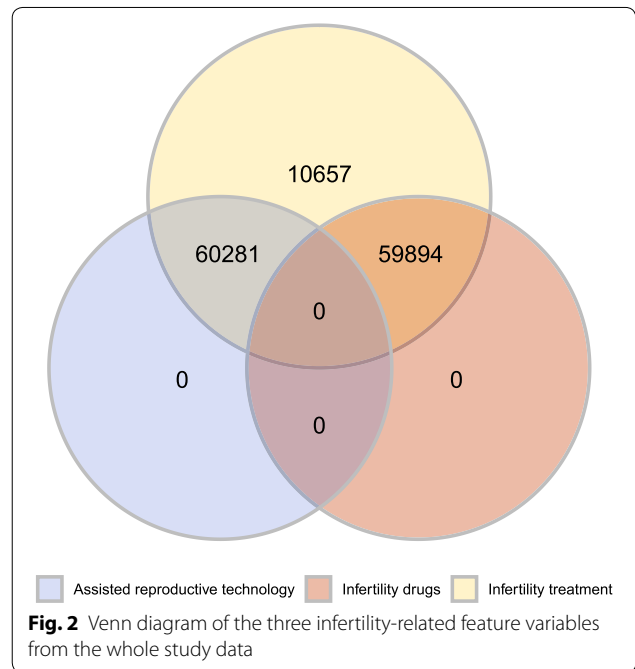 10657
60281
59894
0
0
0
0
Assisted reproductive technology Infertility drugs Infertility treatment
Fig. 2 Venn diagram of the three infertility-related feature variables
from the whole study data